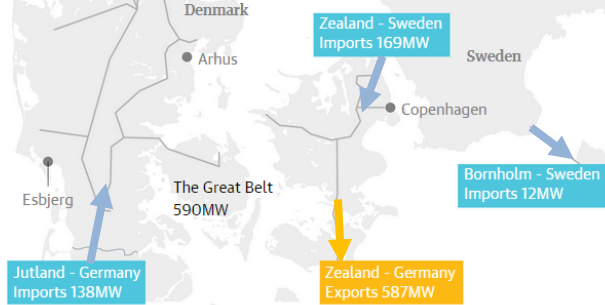 Denmark
Zealand - Sweden
Imports 169MW
Arhus
Sweden
Copenhagen
Bornholm - Sweden
Imports 12MW
The Great Belt
590MW
Esbjerg
Jutland - Germany
Imports 138MW
Zealand - Germany
Exports 587MW